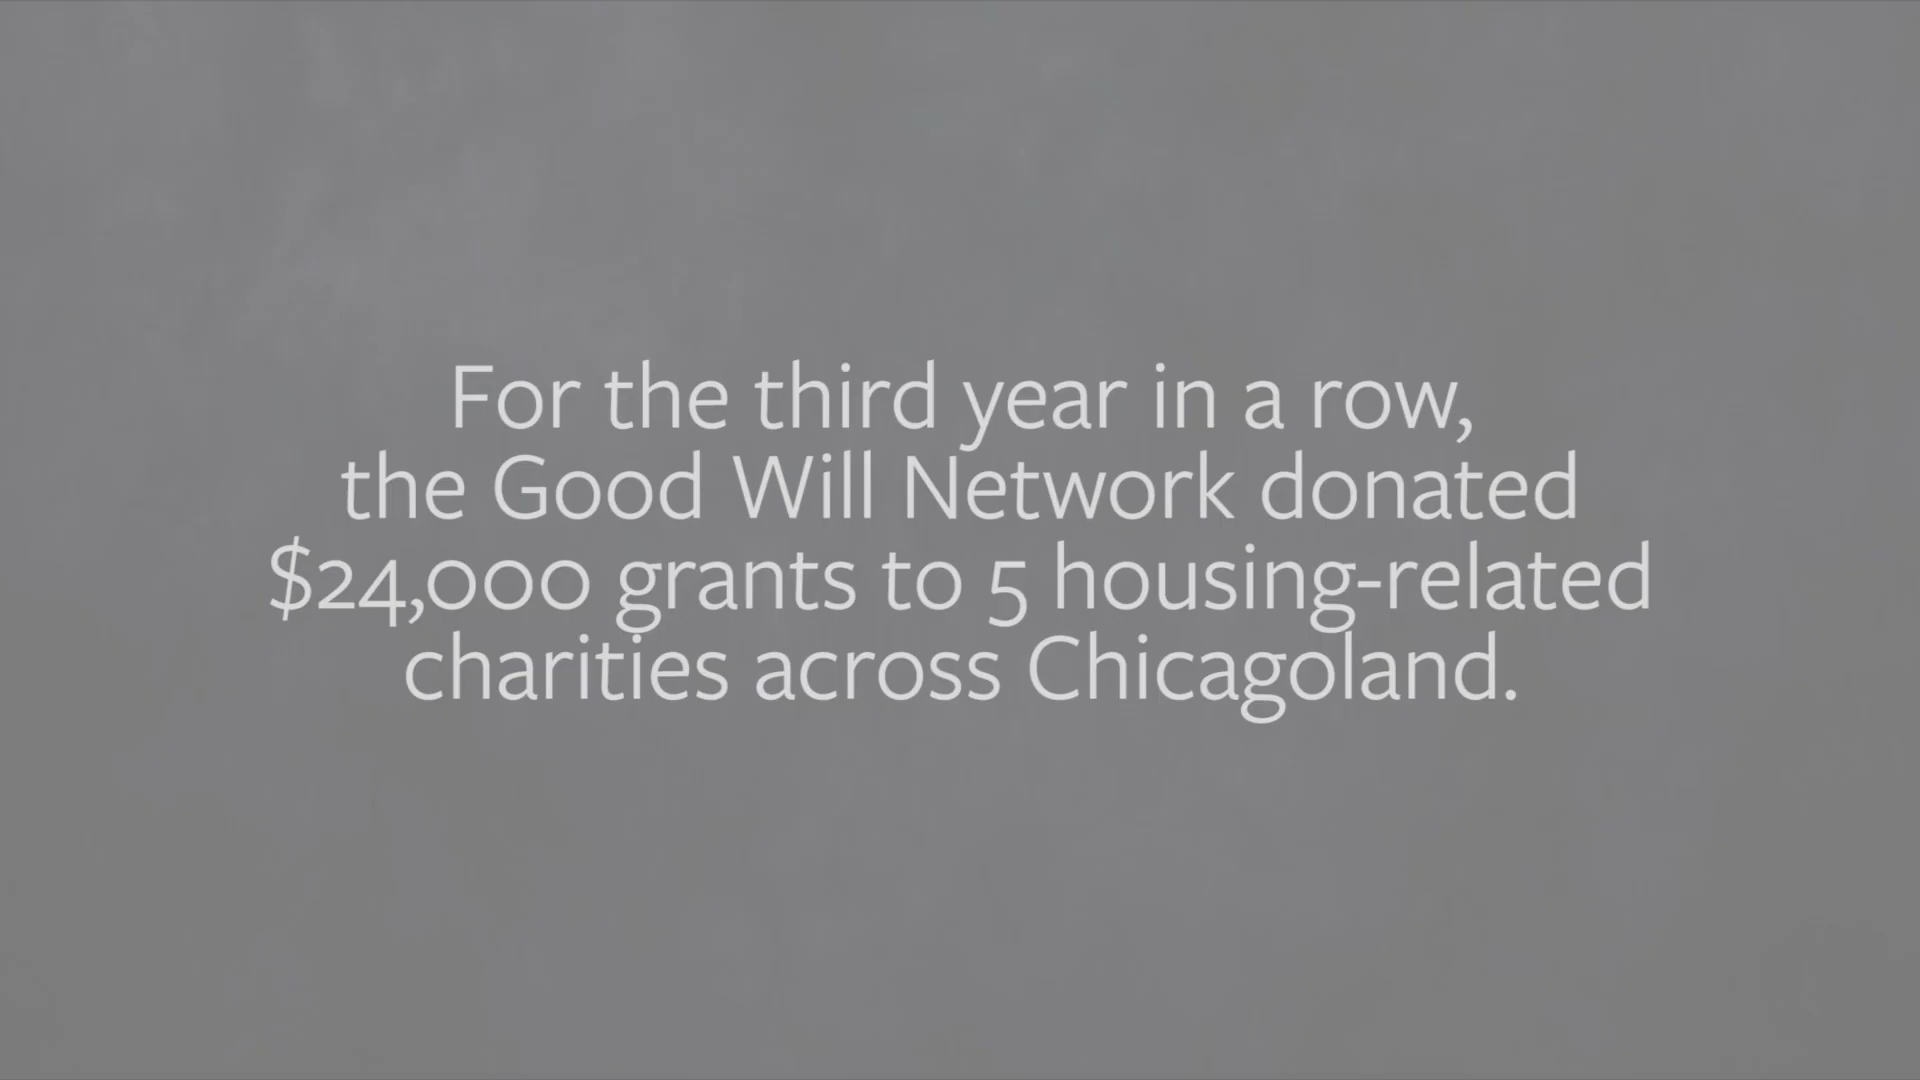 For the third year in a row,
the Good Will Network donated
$24,000 grants to 5 housing-related
charities across Chicagoland.